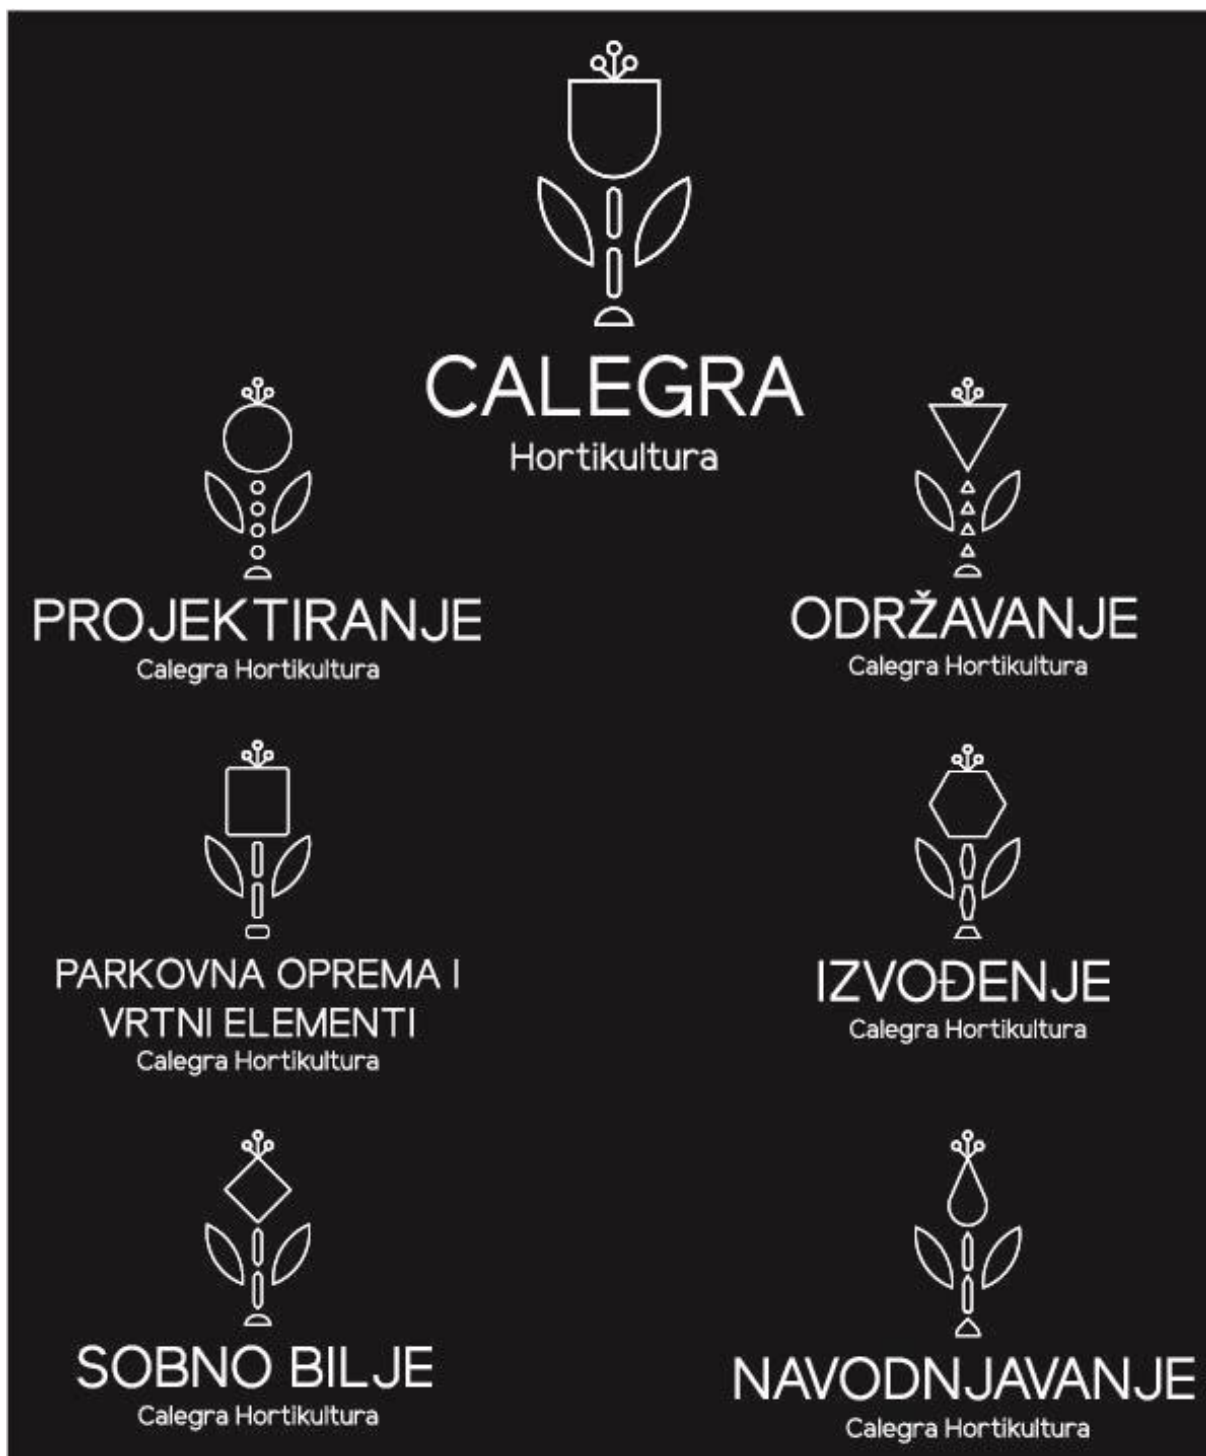 CALEGRA
Hortikultura
PROJEKTIRANJE
Calegra Hortikultura
ODRŽAVANJE
Calegra Hortikultura
PARKOVNA OPREMA I
VRTNI ELEMENTI
Calegra Hortikultura
IZVOĐENJE
Calegra Hortikultura
SOBNO BILJE
Calegra Hortikultura
NAVODNJAVANJE
Calegra Hortikultura